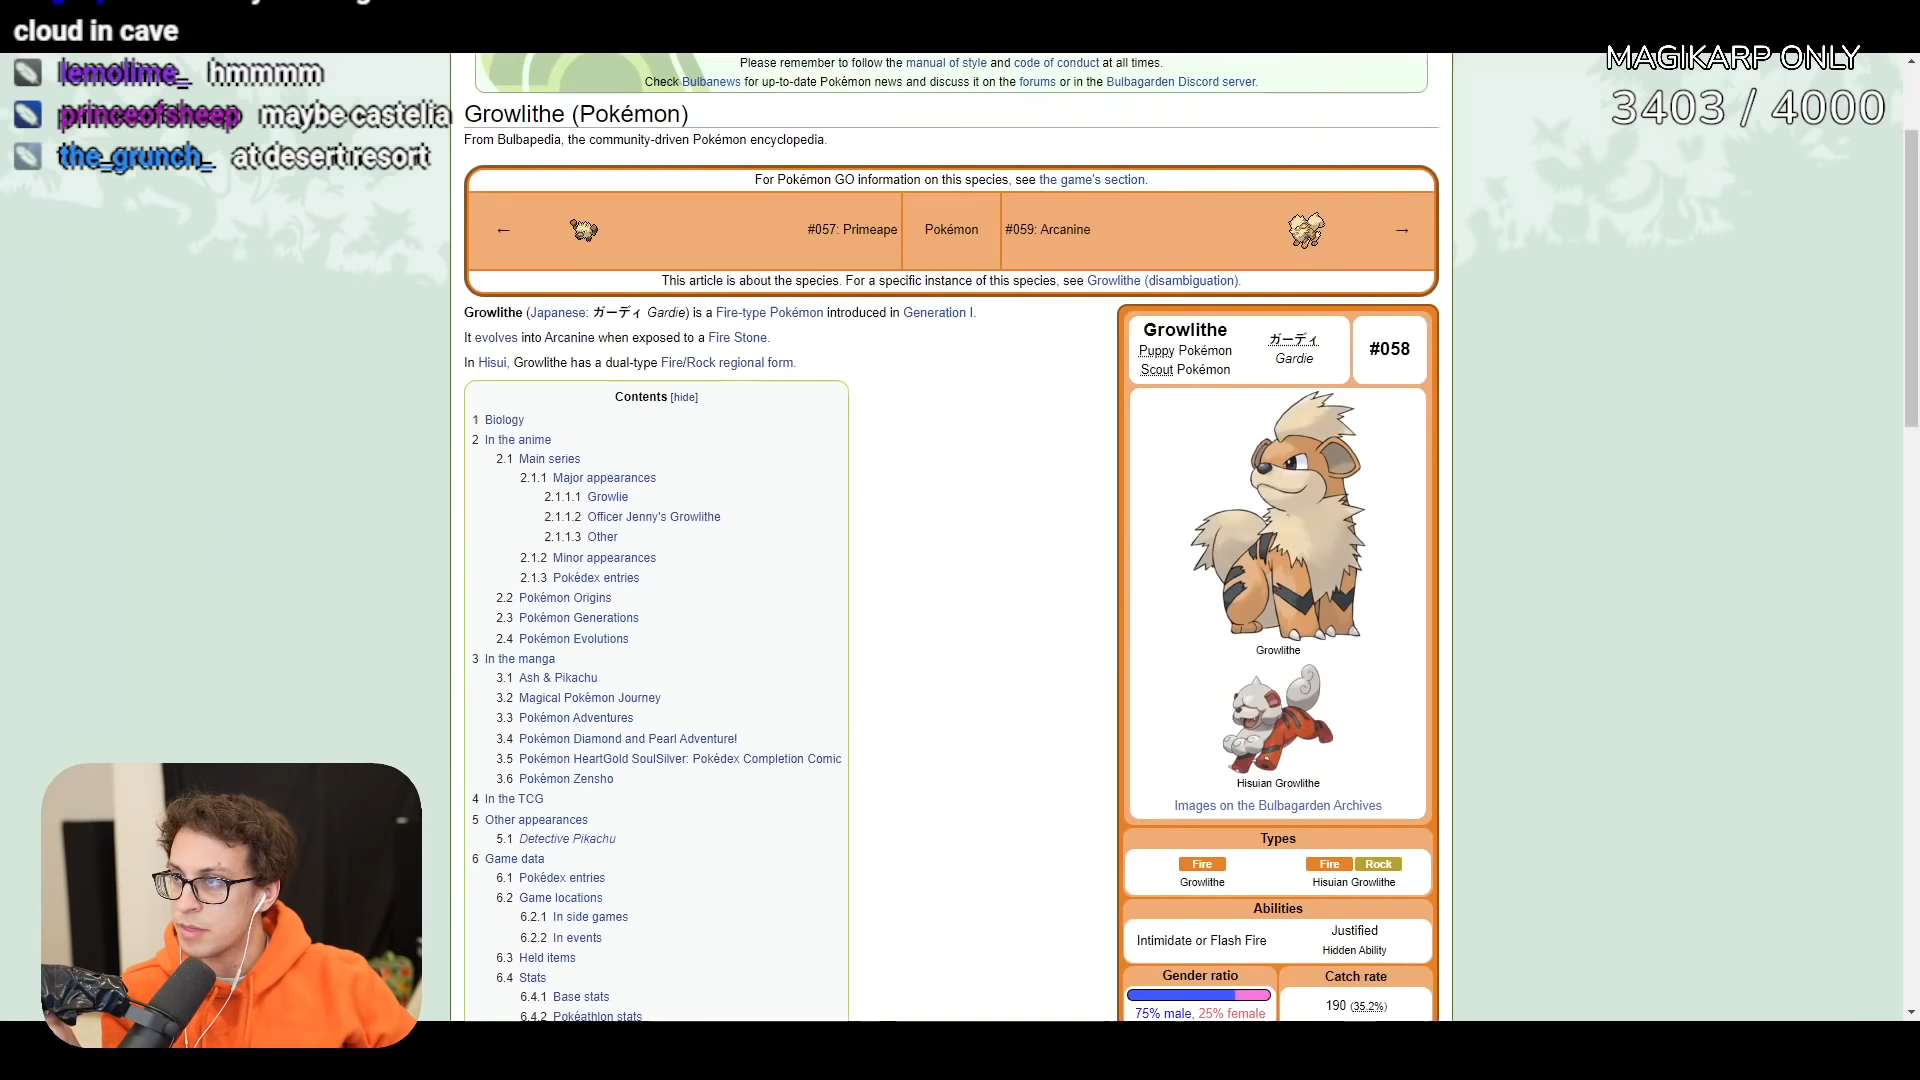 cloud in cave
lemolime_ hmmmm
princeofsheep maybe castelia
the_grunch_ at desert resort
MAGIKARP ONLY
3403 / 4000
Please remember to follow the manual of style and code of conduct at all times.
Check Bulbanews for up-to-date Pokémon news and discuss it on the forums or in the Bulbagarden Discord server.
Growlithe (Pokémon)
From Bulbapedia, the community-driven Pokémon encyclopedia.
For Pokémon GO information on this species, see the game's section.
← #057: Primeape Pokémon #059: Arcanine →
This article is about the species. For a specific instance of this species, see Growlithe (disambiguation).
Growlithe (Japanese: ガーディ Gardie) is a Fire-type Pokémon introduced in Generation I.
It evolves into Arcanine when exposed to a Fire Stone.
In Hisui, Growlithe has a dual-type Fire/Rock regional form.
Contents [hide]
1 Biology
2 In the anime
2.1 Main series
2.1.1 Major appearances
2.1.1.1 Growlie
2.1.1.2 Officer Jenny's Growlithe
2.1.1.3 Other
2.1.2 Minor appearances
2.1.3 Pokédex entries
2.2 Pokémon Origins
2.3 Pokémon Generations
2.4 Pokémon Evolutions
3 In the manga
3.1 Ash & Pikachu
3.2 Magical Pokémon Journey
3.3 Pokémon Adventures
3.4 Pokémon Diamond and Pearl Adventure!
3.5 Pokémon HeartGold SoulSilver: Pokédex Completion Comic
3.6 Pokémon Zensho
4 In the TCG
5 Other appearances
5.1 Detective Pikachu
6 Game data
6.1 Pokédex entries
6.2 Game locations
6.2.1 In side games
6.2.2 In events
6.3 Held items
6.4 Stats
6.4.1 Base stats
6.4.2 Pokéathlon stats
Growlithe
Puppy Pokémon
Scout Pokémon
ガーディ
Gardie
#058
Growlithe
Hisuian Growlithe
Images on the Bulbagarden Archives
Types
Fire
Growlithe
Fire Rock
Hisuian Growlithe
Abilities
Intimidate or Flash Fire
Justified
Hidden Ability
Gender ratio
75% male, 25% female
Catch rate
190 (35.2%)